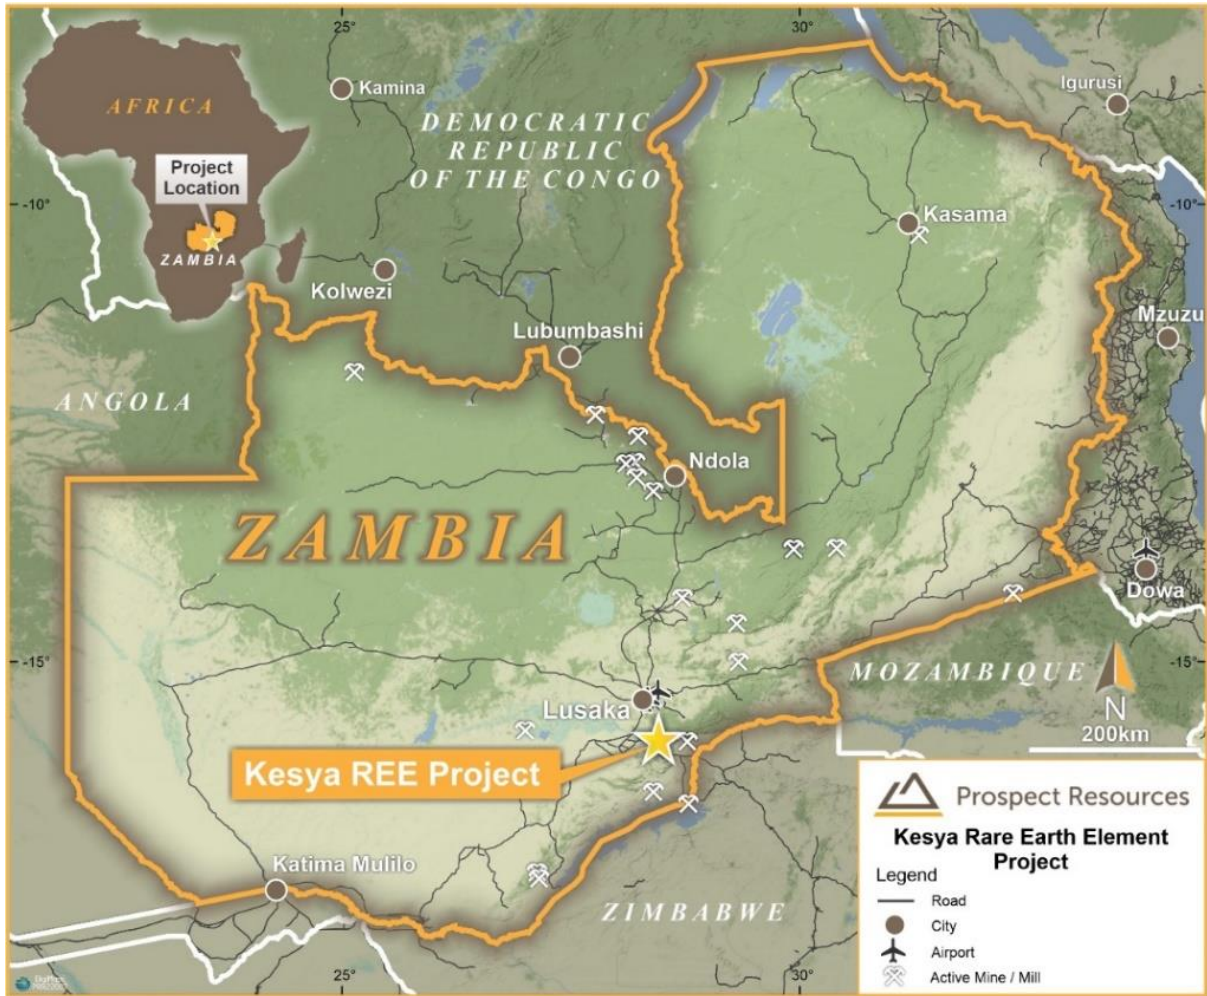 25°
30°
AFRICA
Kamina
Igurusi
DEMOCRATIC
REPUBLIC
OF THE CONGO
Project
Location
-10°
-10°
Kasama
ZAMBIA
Kolwezi
Lubumbashi
Mzuzu
ANGOLA
Ndola
ZAMBIA
Dowa
-15°
MOZAMBIQUE
-15°
Lusaka
N
200km
Kesya REE Project
Prospect Resources
Kesya Rare Earth Element
Project
Legend
Road
City
Airport
Active Mine / Mill
Katima Mulilo
ZIMBABWE
25°
30°